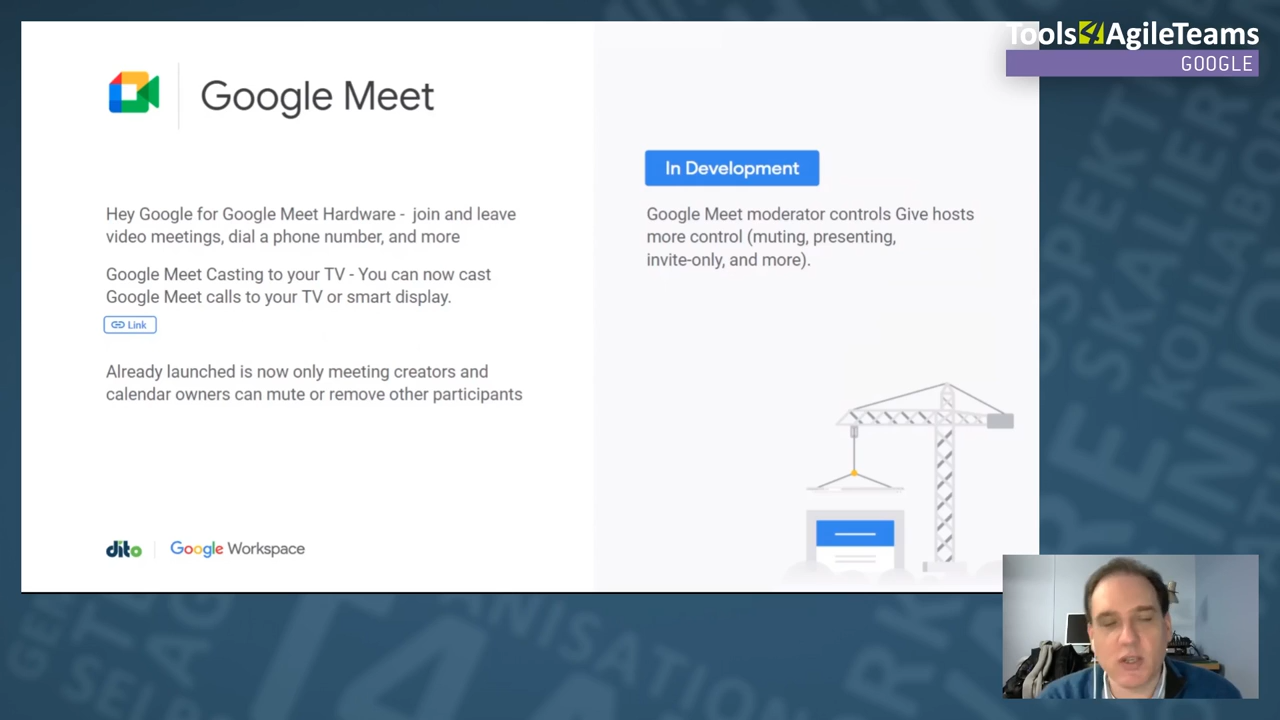 Tools4AgileTeams
GOOGLE
Google Meet
Hey Google for Google Meet Hardware - join and leave
video meetings, dial a phone number, and more
Google Meet Casting to your TV - You can now cast
Google Meet calls to your TV or smart display.
Link
Already launched is now only meeting creators and
calendar owners can mute or remove other participants
dito
Google Workspace
In Development
Google Meet moderator controls Give hosts
more control (muting, presenting,
invite-only, and more).